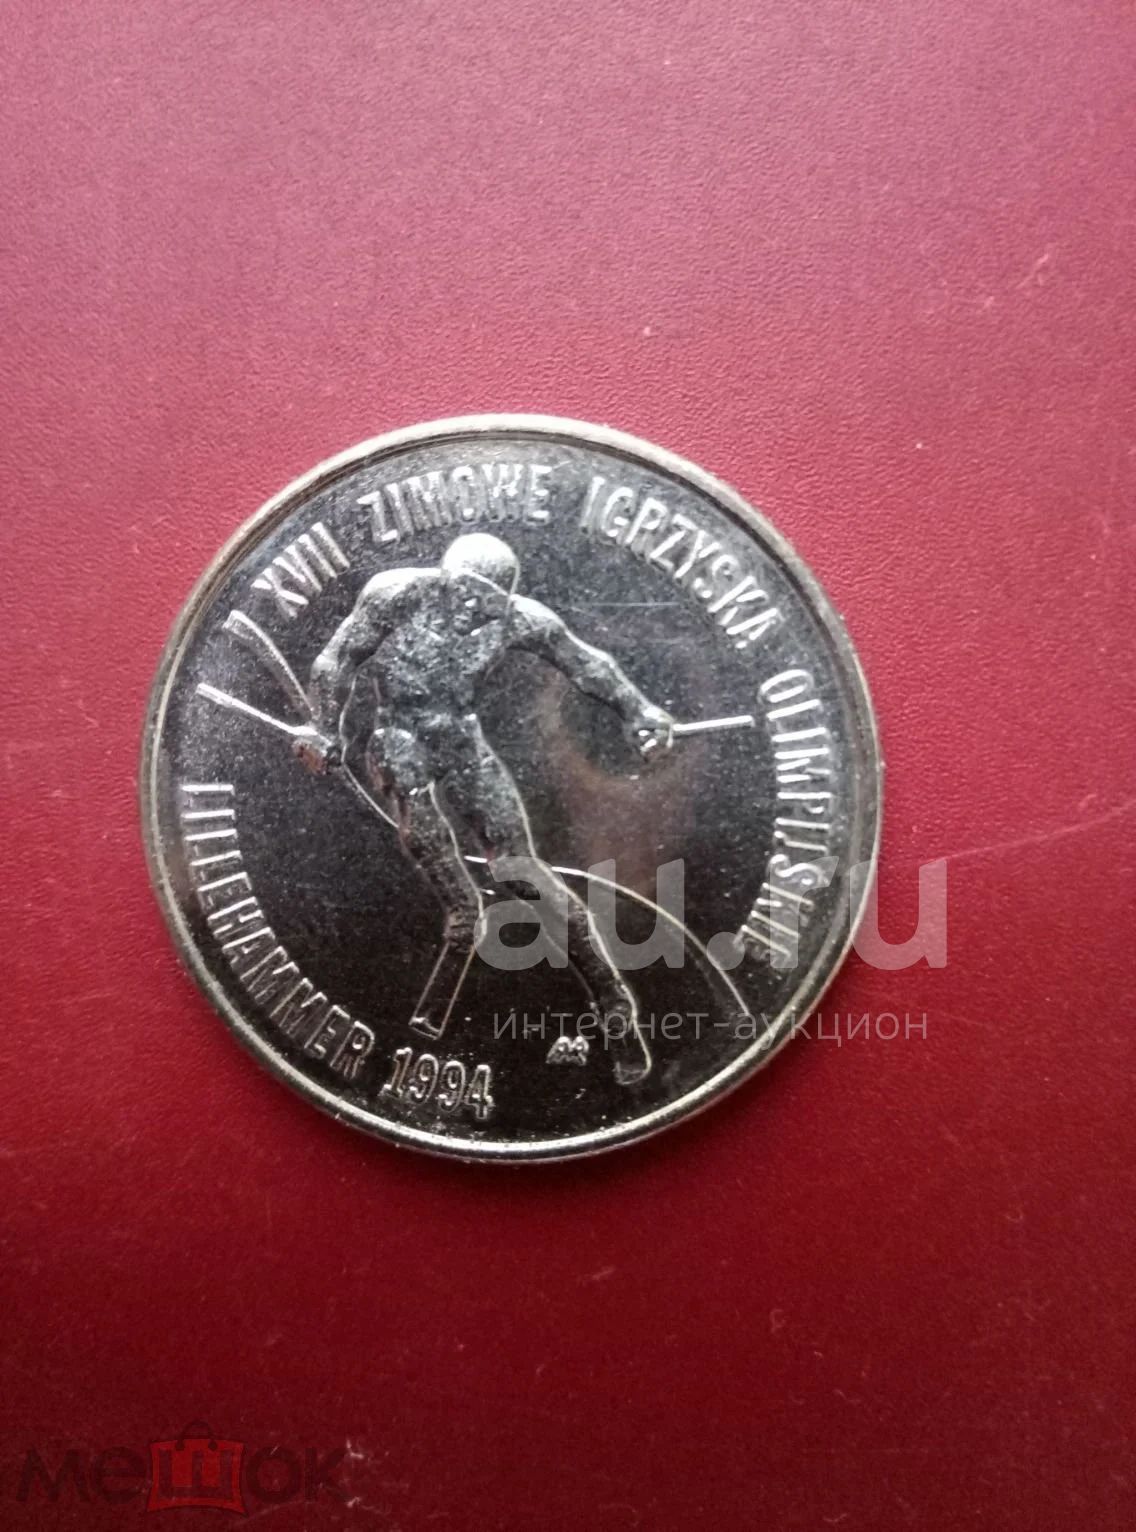 XVII ZIMOWE IGRZYSKA OLIMPIJSKIE
LILLEHAMMER 1994
au.ru
интернет-аукцион
мешок